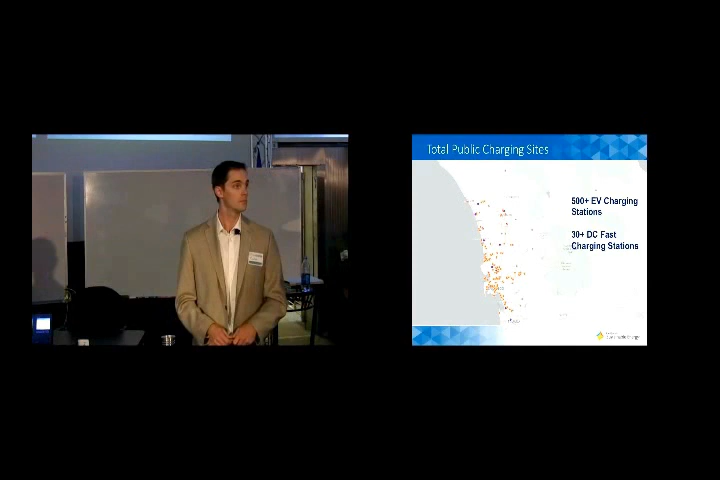 Total Public Charging Sites
500+ EV Charging
Stations
30+ DC Fast
Charging Stations